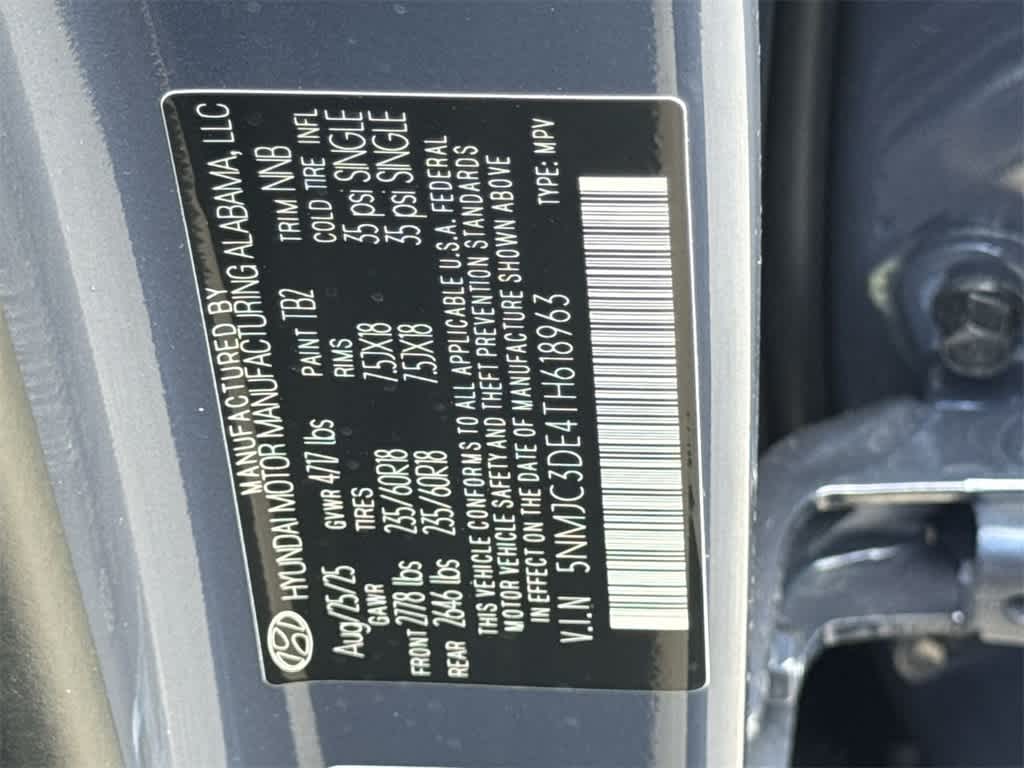 MANUFACTURED BY
HYUNDAI MOTOR MANUFACTURING ALABAMA, LLC
Aug/25/25 GVWR 4717 lbs PAINT TB2 TRIM NNB
GAWR TIRES RIMS COLD TIRE INFL
FRONT 2778 lbs 235/60R18 7.5JX18 35 psi SINGLE
REAR 2646 lbs 235/60R18 7.5JX18 35 psi SINGLE
THIS VEHICLE CONFORMS TO ALL APPLICABLE U.S.A. FEDERAL
MOTOR VEHICLE SAFETY AND THEFT PREVENTION STANDARDS
IN EFFECT ON THE DATE OF MANUFACTURE SHOWN ABOVE
V.I.N 5NMJC3DE4TH618963 TYPE: MPV